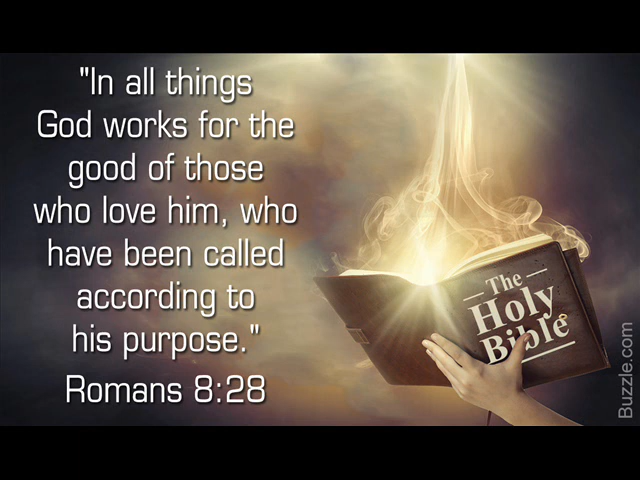 "In all things
God works for the
good of those
who love him, who
have been called
according to
his purpose."
Romans 8:28
The
Holy
Bible
Buzzle.com